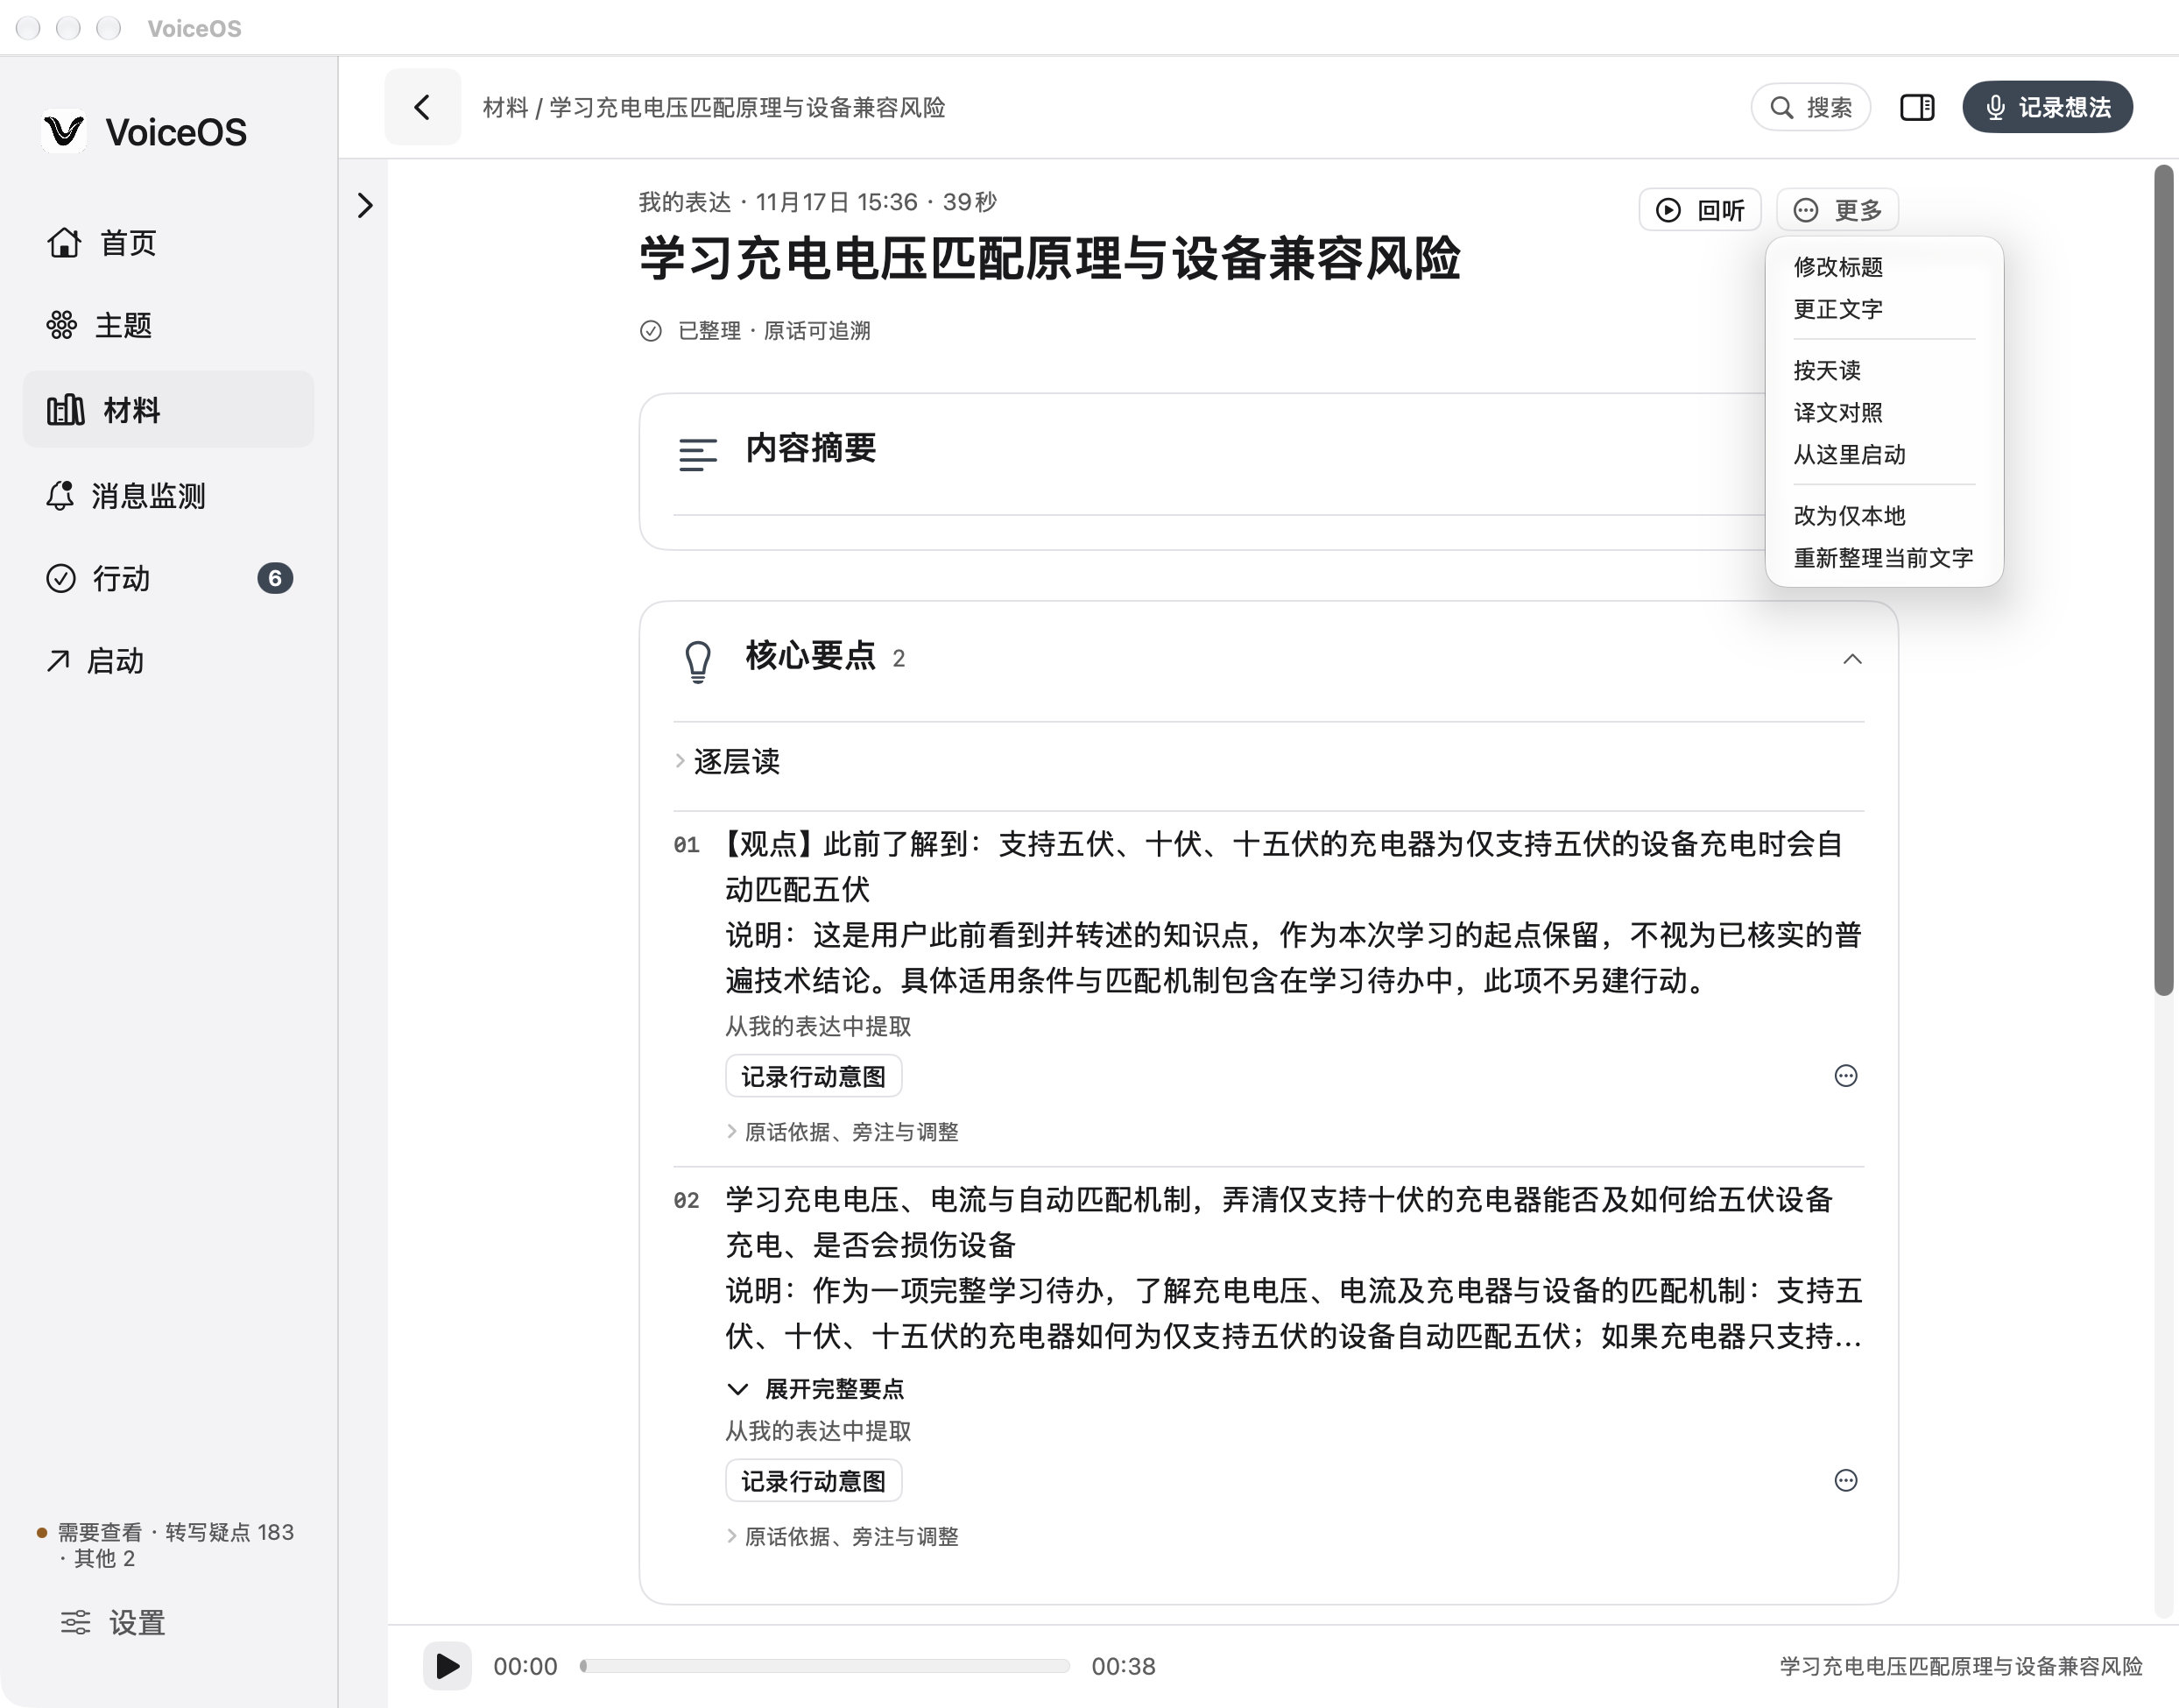 VoiceOS
VoiceOS
首页
主题
材料
消息监测
行动
6
启动
需要查看 · 转写疑点 183
· 其他 2
设置
材料 / 学习充电电压匹配原理与设备兼容风险
搜索
记录想法
我的表达 · 11月17日 15:36 · 39秒
回听
更多
学习充电电压匹配原理与设备兼容风险
已整理 · 原话可追溯
修改标题
更正文字
按天读
译文对照
从这里启动
改为仅本地
重新整理当前文字
内容摘要
核心要点 2
逐层读
01 【观点】此前了解到：支持五伏、十伏、十五伏的充电器为仅支持五伏的设备充电时会自
动匹配五伏
说明：这是用户此前看到并转述的知识点，作为本次学习的起点保留，不视为已核实的普
遍技术结论。具体适用条件与匹配机制包含在学习待办中，此项不另建行动。
从我的表达中提取
记录行动意图
原话依据、旁注与调整
02 学习充电电压、电流与自动匹配机制，弄清仅支持十伏的充电器能否及如何给五伏设备
充电、是否会损伤设备
说明：作为一项完整学习待办，了解充电电压、电流及充电器与设备的匹配机制：支持五
伏、十伏、十五伏的充电器如何为仅支持五伏的设备自动匹配五伏；如果充电器只支持…
展开完整要点
从我的表达中提取
记录行动意图
原话依据、旁注与调整
00:00
00:38
学习充电电压匹配原理与设备兼容风险